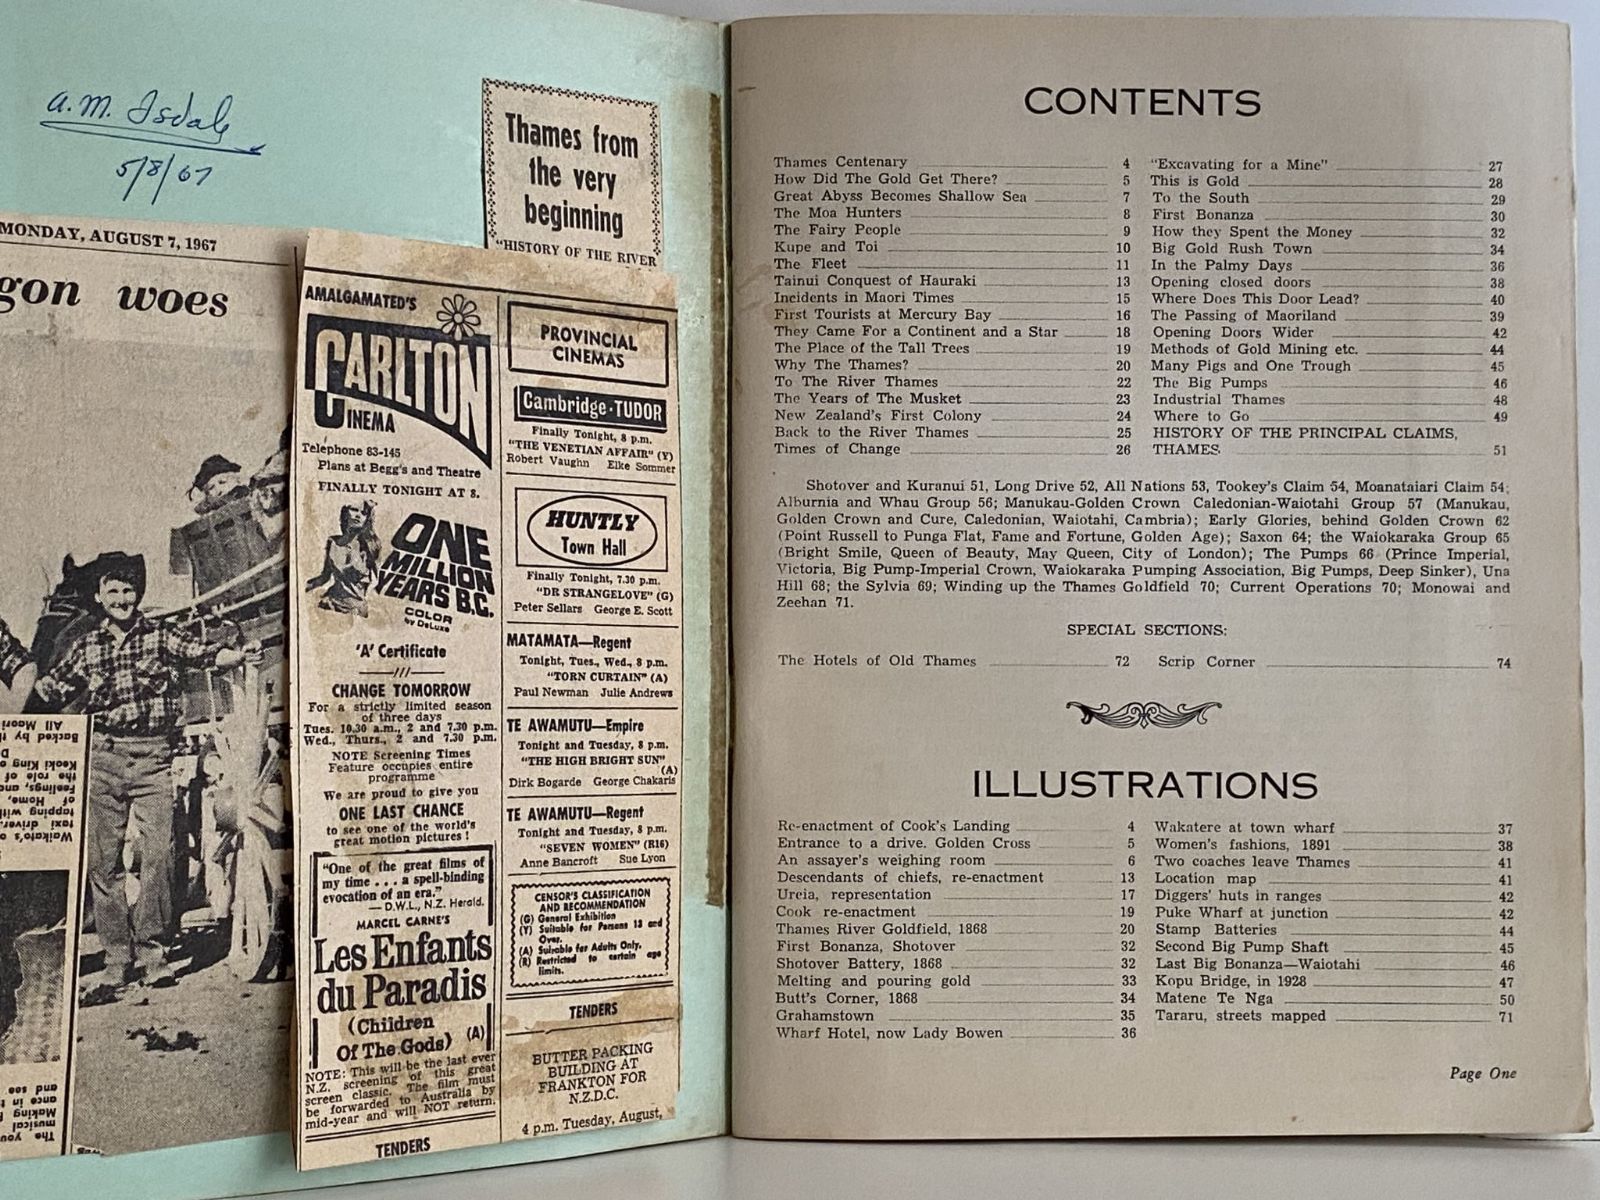 a. m. Isdale
5/8/67
MONDAY, AUGUST 7, 1967
gon woes
Thames from
the very
beginning
"HISTORY OF THE RIVER
AMALGAMATED'S
CARLTON
CINEMA
Telephone 83-145
Plans at Begg's and Theatre
FINALLY TONIGHT AT 8.
ONE
MILLION
YEARS B.C.
COLOR
by DeLuxe
'A' Certificate
CHANGE TOMORROW
For a strictly limited season
of three days
Tues. 10.30 a.m., 2 and 7.30 p.m.
Wed., Thurs., 2 and 7.30 p.m.
NOTE Screening Times
Feature occupies entire
programme
We are proud to give you
ONE LAST CHANCE
to see one of the world's
great motion pictures!
"One of the great films of
my time . . . a spell-binding
evocation of an era."
— D.W.L., N.Z. Herald.
MARCEL CARNE'S
Les Enfants
du Paradis
(Children
Of The Gods) (A)
NOTE: This will be the last ever
N.Z. screening of this great
screen classic. The film must
be forwarded to Australia by
mid-year and will NOT return.
TENDERS
PROVINCIAL
CINEMAS
Cambridge-TUDOR
Finally Tonight, 8 p.m.
"THE VENETIAN AFFAIR" (Y)
Robert Vaughn Elke Sommer
HUNTLY
Town Hall
Finally Tonight, 7.30 p.m.
"DR STRANGELOVE" (G)
Peter Sellars George E. Scott
MATAMATA—Regent
Tonight, Tues., Wed., 8 p.m.
"TORN CURTAIN" (A)
Paul Newman Julie Andrews
TE AWAMUTU—Empire
Tonight and Tuesday, 8 p.m.
"THE HIGH BRIGHT SUN"
(A)
Dirk Bogarde George Chakaris
TE AWAMUTU—Regent
Tonight and Tuesday, 8 p.m.
"SEVEN WOMEN" (R16)
Anne Bancroft Sue Lyon
CENSOR'S CLASSIFICATION
AND RECOMMENDATION
(G) General Exhibition
(Y) Suitable for Persons 13 and
Over.
(A) Suitable for Adults Only.
(R) Restricted to certain age
limits.
TENDERS
BUTTER PACKING
BUILDING AT
FRANKTON FOR
N.Z.D.C.
4 p.m. Tuesday, August,
All Maori
Backed by th
Keoki King
the role of
Feelings, and
of Home,
tapping with
taxi driver
Waikato's
and see
ance in
Making
musical
The you
CONTENTS
Thames Centenary 4
How Did The Gold Get There? 5
Great Abyss Becomes Shallow Sea 7
The Moa Hunters 8
The Fairy People 9
Kupe and Toi 10
The Fleet 11
Tainui Conquest of Hauraki 13
Incidents in Maori Times 15
First Tourists at Mercury Bay 16
They Came For a Continent and a Star 18
The Place of the Tall Trees 19
Why The Thames? 20
To The River Thames 22
The Years of The Musket 23
New Zealand's First Colony 24
Back to the River Thames 25
Times of Change 26
"Excavating for a Mine" 27
This is Gold 28
To the South 29
First Bonanza 30
How they Spent the Money 32
Big Gold Rush Town 34
In the Palmy Days 36
Opening closed doors 38
Where Does This Door Lead? 40
The Passing of Maoriland 39
Opening Doors Wider 42
Methods of Gold Mining etc. 44
Many Pigs and One Trough 45
The Big Pumps 46
Industrial Thames 48
Where to Go 49
HISTORY OF THE PRINCIPAL CLAIMS,
THAMES 51
Shotover and Kuranui 51, Long Drive 52, All Nations 53, Tookey's Claim 54, Moanataiari Claim 54;
Alburnia and Whau Group 56; Manukau-Golden Crown Caledonian-Waiotahi Group 57 (Manukau,
Golden Crown and Cure, Caledonian, Waiotahi, Cambria); Early Glories, behind Golden Crown 62
(Point Russell to Punga Flat, Fame and Fortune, Golden Age); Saxon 64; the Waiokaraka Group 65
(Bright Smile, Queen of Beauty, May Queen, City of London); The Pumps 66 (Prince Imperial,
Victoria, Big Pump-Imperial Crown, Waiokaraka Pumping Association, Big Pumps, Deep Sinker), Una
Hill 68; the Sylvia 69; Winding up the Thames Goldfield 70; Current Operations 70; Monowai and
Zeehan 71.
SPECIAL SECTIONS:
The Hotels of Old Thames 72 Scrip Corner 74
ILLUSTRATIONS
Re-enactment of Cook's Landing 4
Entrance to a drive. Golden Cross 5
An assayer's weighing room 6
Descendants of chiefs, re-enactment 13
Ureia, representation 17
Cook re-enactment 19
Thames River Goldfield, 1868 20
First Bonanza, Shotover 32
Shotover Battery, 1868 32
Melting and pouring gold 33
Butt's Corner, 1868 34
Grahamstown 35
Wharf Hotel, now Lady Bowen 36
Wakatere at town wharf 37
Women's fashions, 1891 38
Two coaches leave Thames 41
Location map 41
Diggers' huts in ranges 42
Puke Wharf at junction 42
Stamp Batteries 44
Second Big Pump Shaft 45
Last Big Bonanza—Waiotahi 46
Kopu Bridge, in 1928 47
Matene Te Nga 50
Tararu, streets mapped 71
Page One